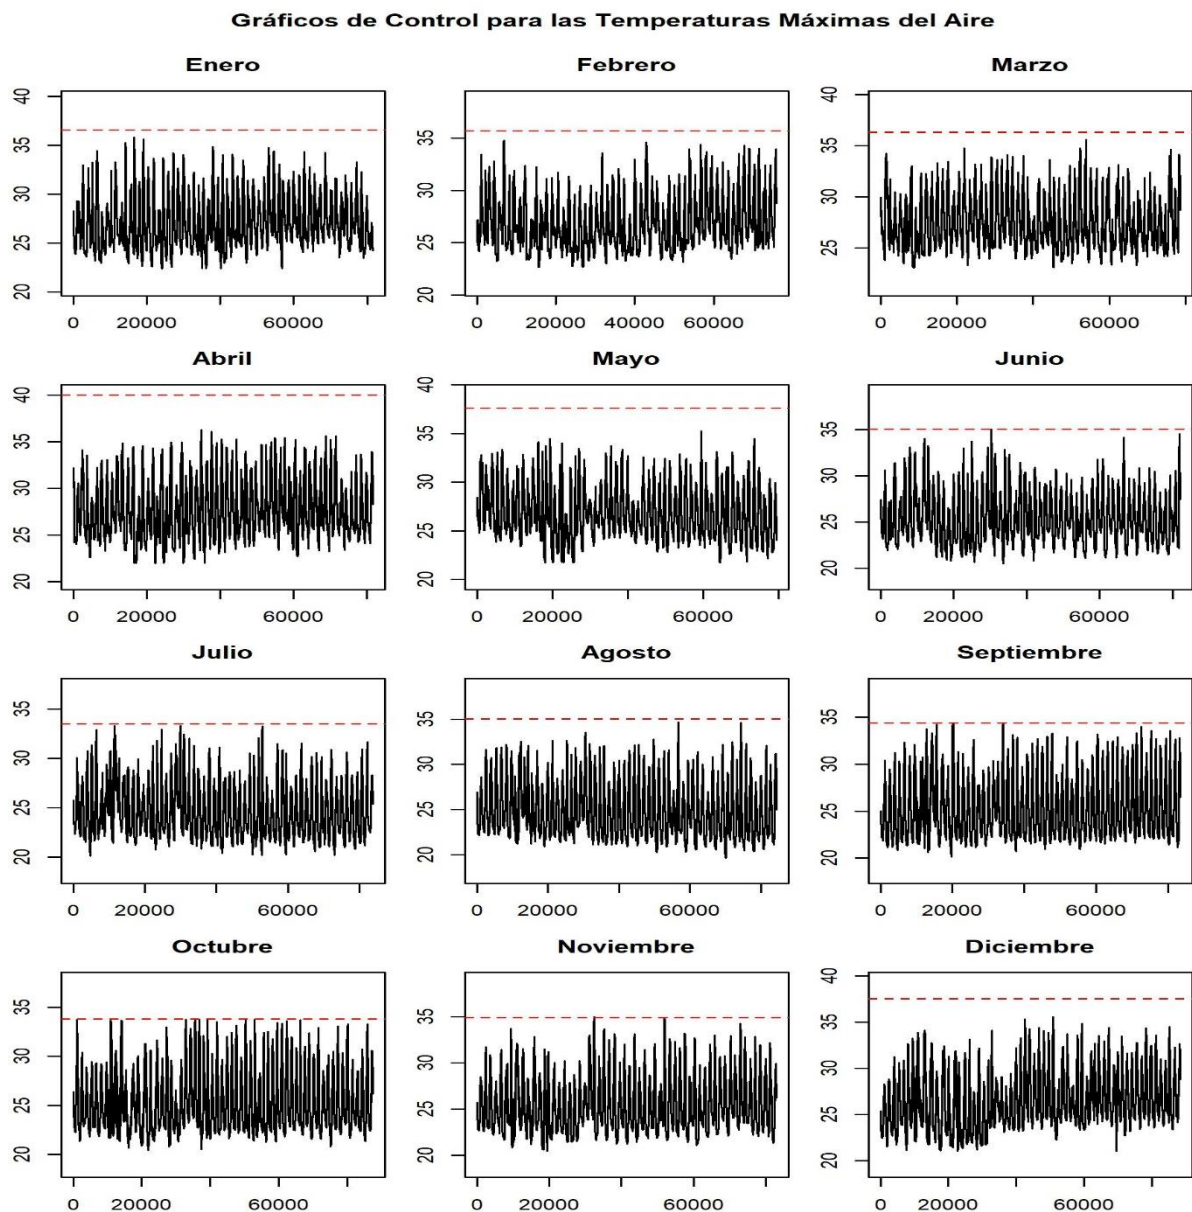 Gráficos de Control para las Temperaturas Máximas del Aire
Enero
Febrero
Marzo
40
35
30
25
20
35
30
25
20
40
35
30
25
0 20000 60000
0 20000 40000 60000
0 20000 60000
Abril
Mayo
Junio
40
35
30
25
20
40
35
30
25
20
35
30
25
20
0 20000 60000
0 20000 60000
0 20000 60000
Julio
Agosto
Septiembre
35
30
25
20
35
30
25
20
35
30
25
20
0 20000 60000
0 20000 60000
0 20000 60000
Octubre
Noviembre
Diciembre
35
30
25
20
35
30
25
20
40
35
30
25
20
0 20000 60000
0 20000 60000
0 20000 60000